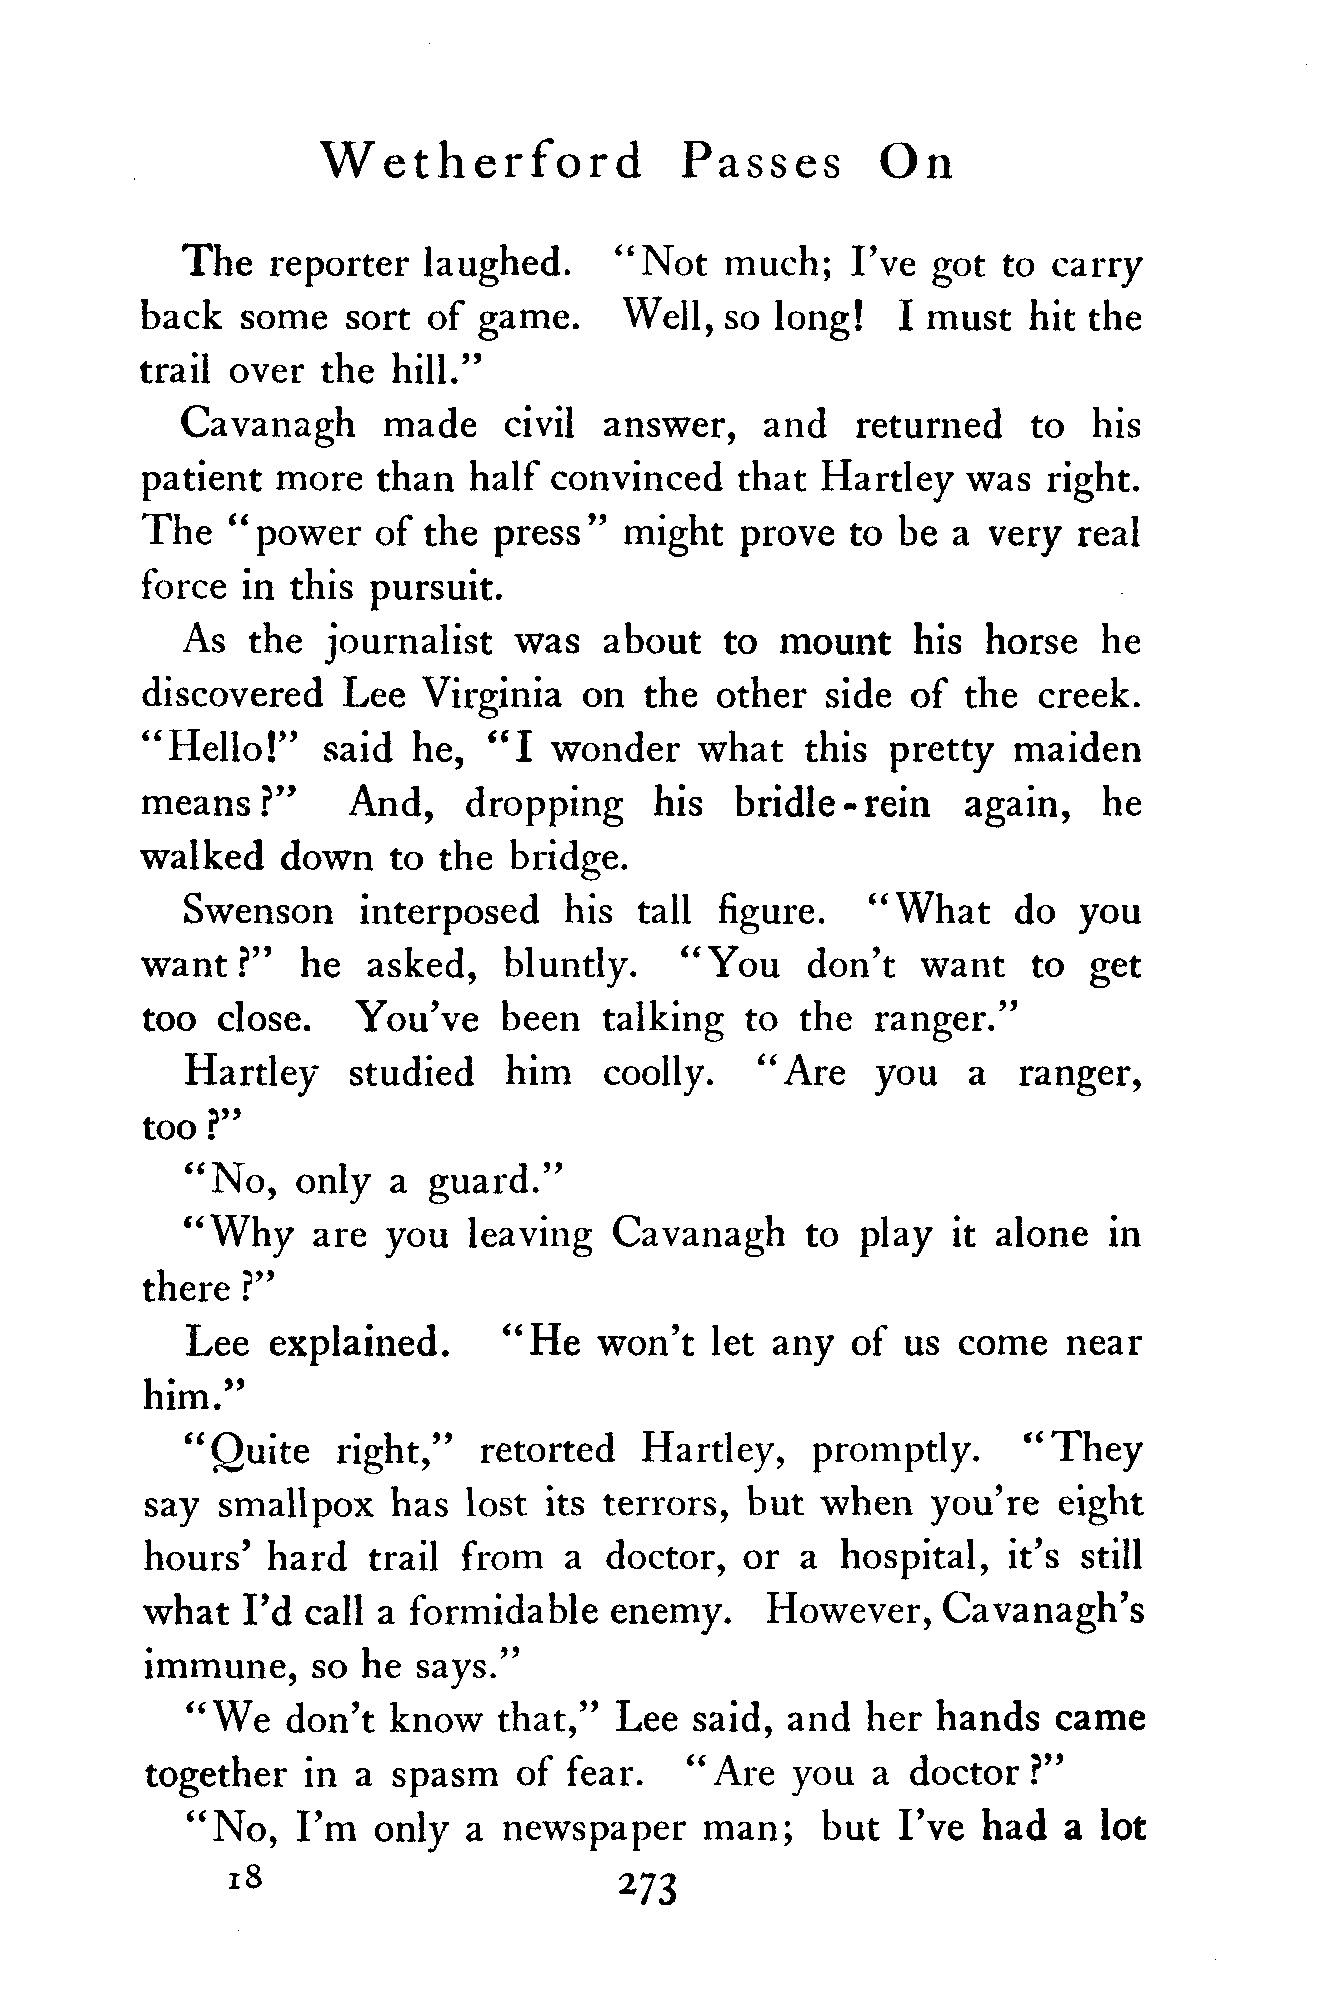 Wetherford Passes On
The reporter laughed. "Not much; I've got to carry
back some sort of game. Well, so long! I must hit the
trail over the hill."
Cavanagh made civil answer, and returned to his
patient more than half convinced that Hartley was right.
The "power of the press" might prove to be a very real
force in this pursuit.
As the journalist was about to mount his horse he
discovered Lee Virginia on the other side of the creek.
"Hello!" said he, "I wonder what this pretty maiden
means?" And, dropping his bridle-rein again, he
walked down to the bridge.
Swenson interposed his tall figure. "What do you
want?" he asked, bluntly. "You don't want to get
too close. You've been talking to the ranger."
Hartley studied him coolly. "Are you a ranger,
too?"
"No, only a guard."
"Why are you leaving Cavanagh to play it alone in
there?"
Lee explained. "He won't let any of us come near
him."
"Quite right," retorted Hartley, promptly. "They
say smallpox has lost its terrors, but when you're eight
hours' hard trail from a doctor, or a hospital, it's still
what I'd call a formidable enemy. However, Cavanagh's
immune, so he says."
"We don't know that," Lee said, and her hands came
together in a spasm of fear. "Are you a doctor?"
"No, I'm only a newspaper man; but I've had a lot
18 273